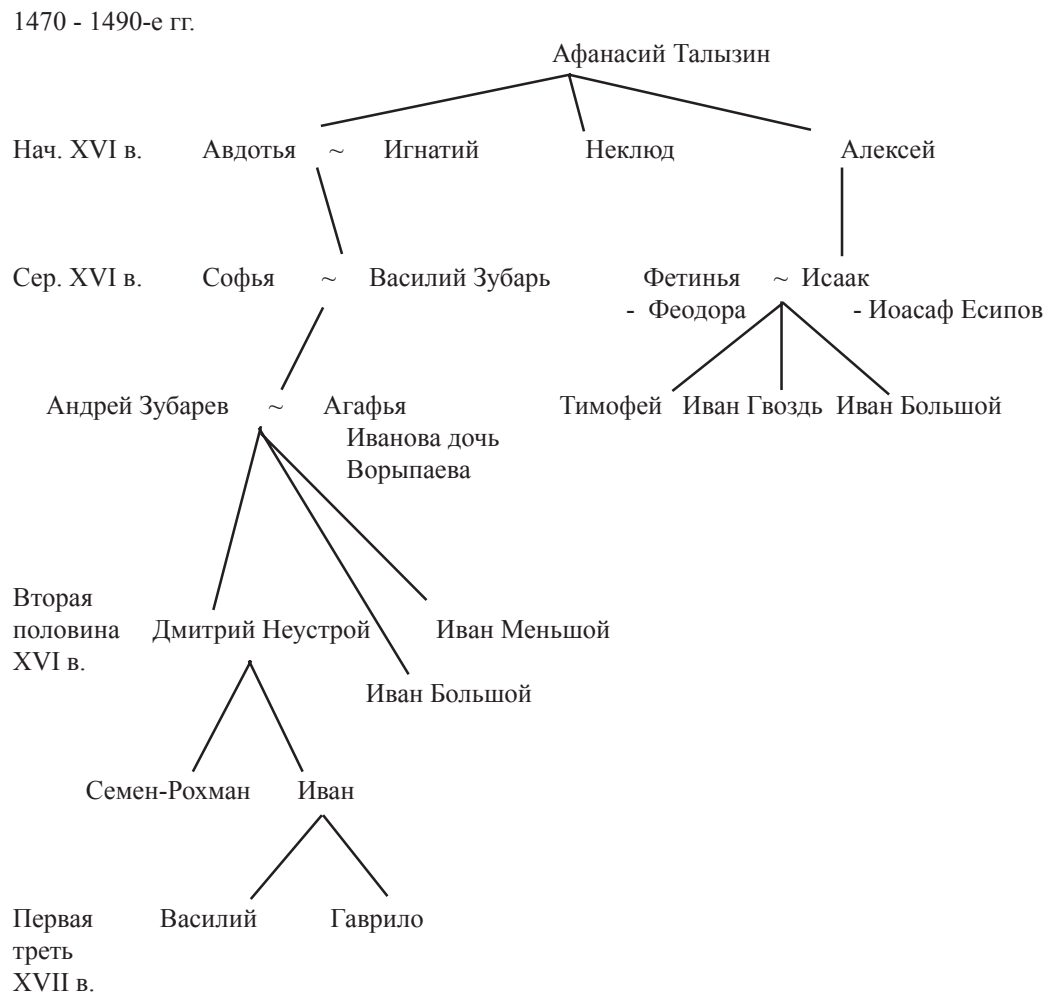 1470 - 1490-е гг.
Афанасий Талызин
Нач. XVI в. Авдотья ~ Игнатий Неклюд Алексей
Сер. XVI в. Софья ~ Василий Зубарь Фетинья ~ Исаак
- Феодора - Иоасаф Есипов
Андрей Зубарев ~ Агафья Тимофей Иван Гвоздь Иван Большой
Иванова дочь
Ворыпаева
Вторая
половина Дмитрий Неустрой Иван Меньшой
XVI в.
Иван Большой
Семен-Рохман Иван
Первая Василий Гаврило
треть
XVII в.